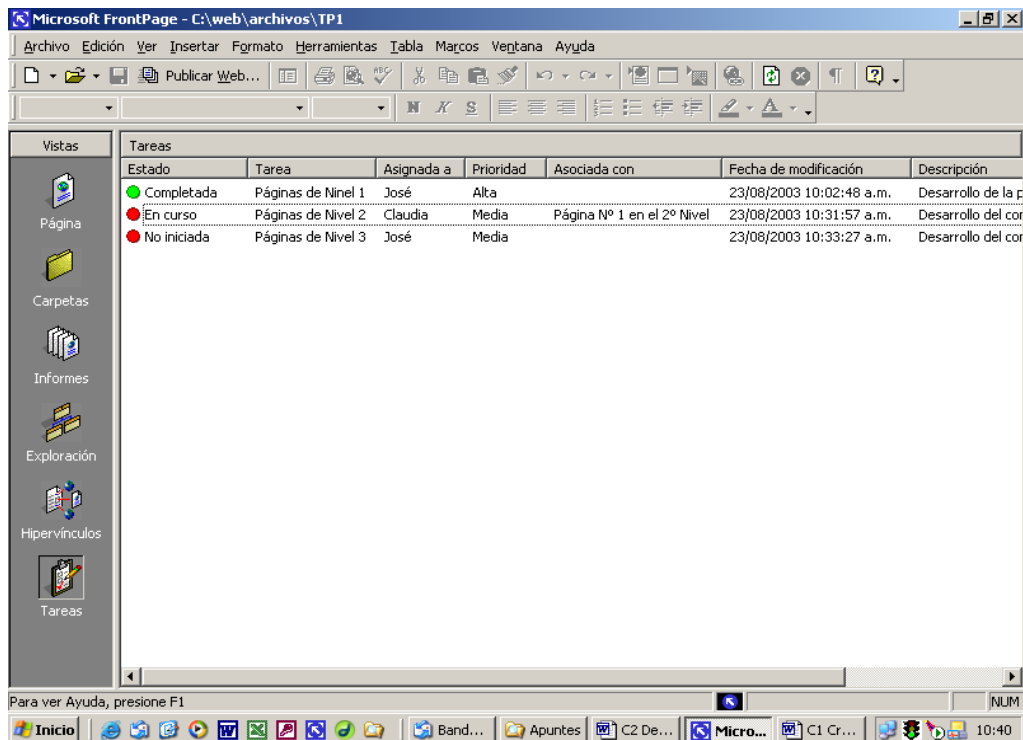 Microsoft FrontPage - C:\web\archivos\TP1
Archivo Edición Ver Insertar Formato Herramientas Tabla Marcos Ventana Ayuda
Publicar Web...
N K S
Vistas
Tareas
Estado Tarea Asignada a Prioridad Asociada con Fecha de modificación Descripción
Completada Páginas de Ninel 1 José Alta 23/08/2003 10:02:48 a.m. Desarrollo de la p
En curso Páginas de Nivel 2 Claudia Media Página Nº 1 en el 2º Nivel 23/08/2003 10:31:57 a.m. Desarrollo del cor
No iniciada Páginas de Nivel 3 José Media 23/08/2003 10:33:27 a.m. Desarrollo del cor
Página
Carpetas
Informes
Exploración
Hipervínculos
Tareas
Para ver Ayuda, presione F1 NUM
Inicio Band... Apuntes C2 De... Micro... C1 Cr... 10:40